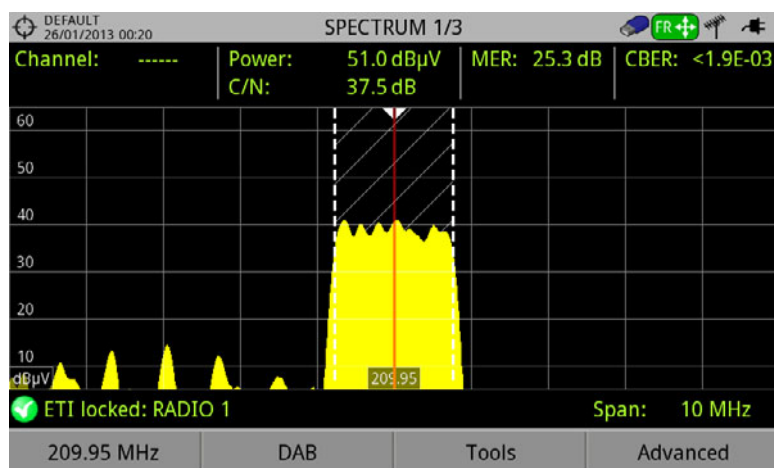 DEFAULT
26/01/2013 00:20
SPECTRUM 1/3
FR
Channel: ------
Power: 51.0 dBµV
MER: 25.3 dB
CBER: <1.9E-03
C/N: 37.5 dB
60
50
40
30
20
10
dBµV
209.95
ETI locked: RADIO 1
Span: 10 MHz
209.95 MHz
DAB
Tools
Advanced